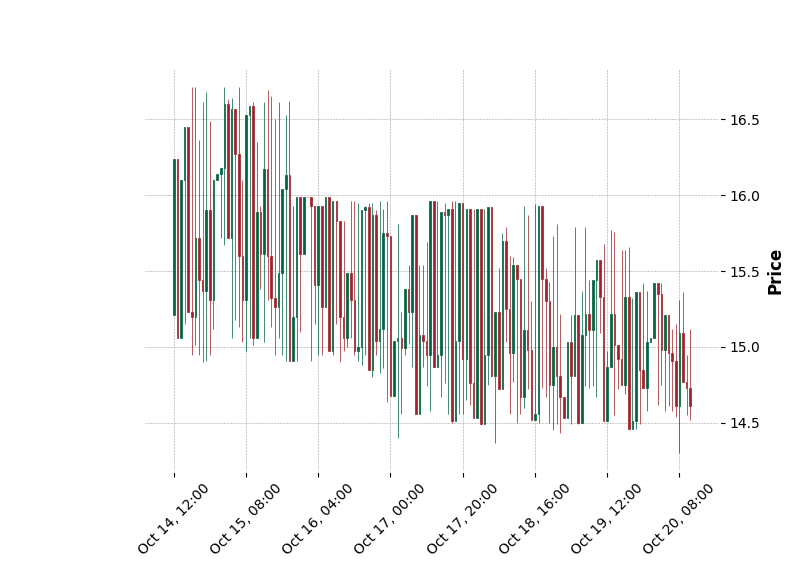 16.5
16.0
15.5
15.0
14.5
Price
Oct 14, 12:00
Oct 15, 08:00
Oct 16, 04:00
Oct 17, 00:00
Oct 17, 20:00
Oct 18, 16:00
Oct 19, 12:00
Oct 20, 08:00